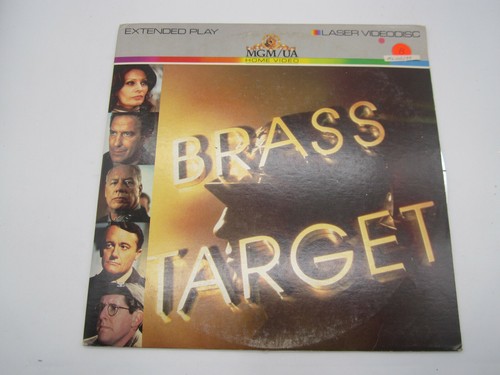 EXTENDED PLAY
LASER VIDEODISC
MGM/UA
HOME VIDEO
BRASS
TARGET